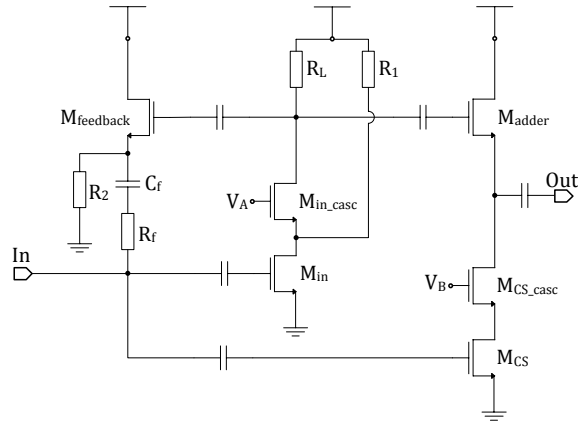 R_L
R_1
M_feedback
M_adder
R_2
C_f
V_A
M_in_casc
Out
R_f
In
M_in
V_B
M_CS_casc
M_CS